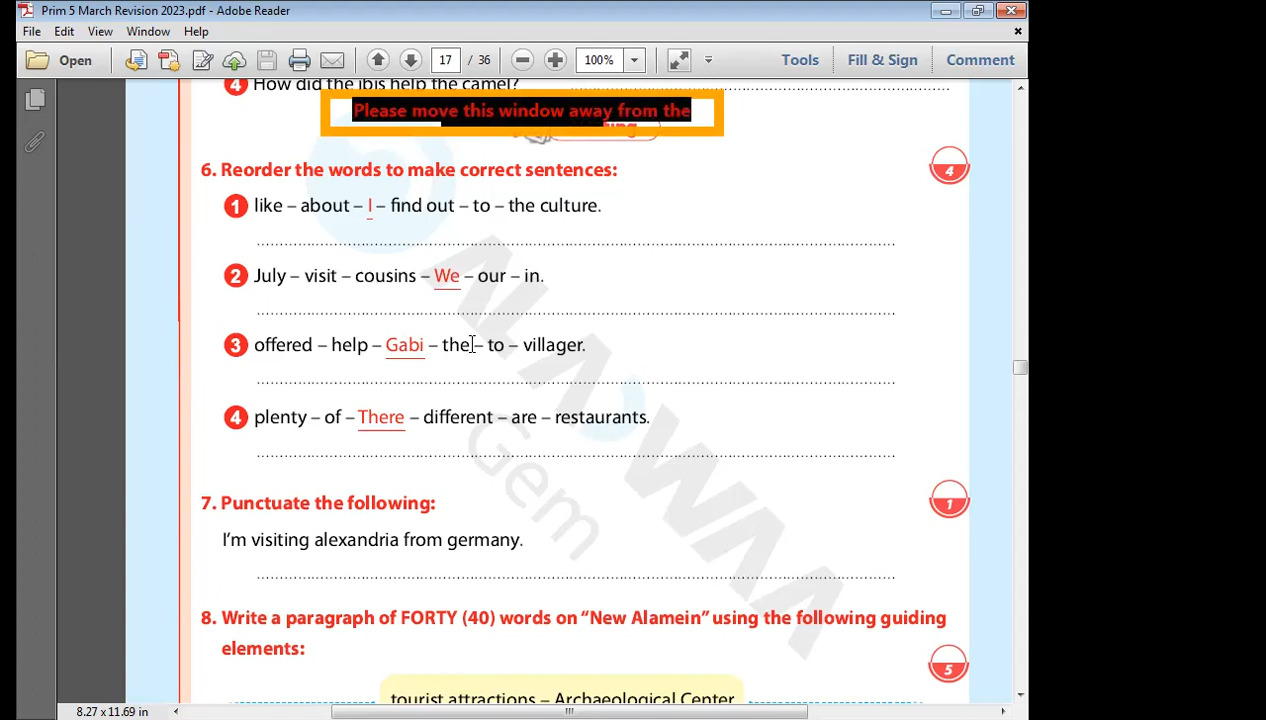 Prim 5 March Revision 2023.pdf - Adobe Reader
File Edit View Window Help
Open 17 / 36 100% Tools Fill & Sign Comment
4 How did the ibis help the camel?
Please move this window away from the
6. Reorder the words to make correct sentences:
4
1 like – about – I – find out – to – the culture.
2 July – visit – cousins – We – our – in.
3 offered – help – Gabi – the – to – villager.
4 plenty – of – There – different – are – restaurants.
7. Punctuate the following:
1
I'm visiting alexandria from germany.
8. Write a paragraph of FORTY (40) words on “New Alamein” using the following guiding
elements:
5
tourist attractions – Archaeological Center
ALADWAA
Gem
8.27 x 11.69 in